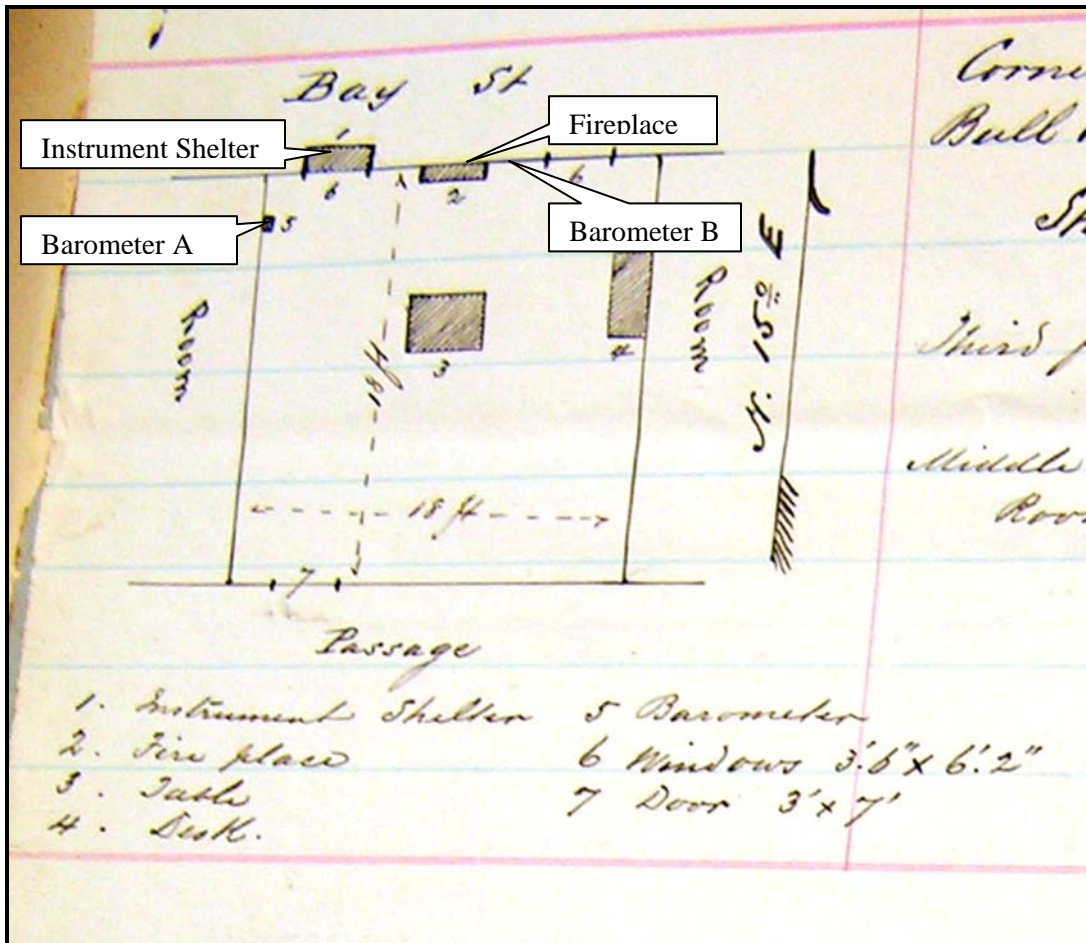 Bay St
Corne
Bull
Fireplace
Instrument Shelter
1
6
2
6
Barometer B
Barometer A
5
Room
18 ft
3
4
Room
N. 15° E
Third
Middle
Roo
18 ft
7
Passage
1. Instrument Shelter
2. Fire place
3. Table
4. Desk.
5 Barometer
6 Windows 3'.6" x 6'.2"
7 Door 3' x 7'